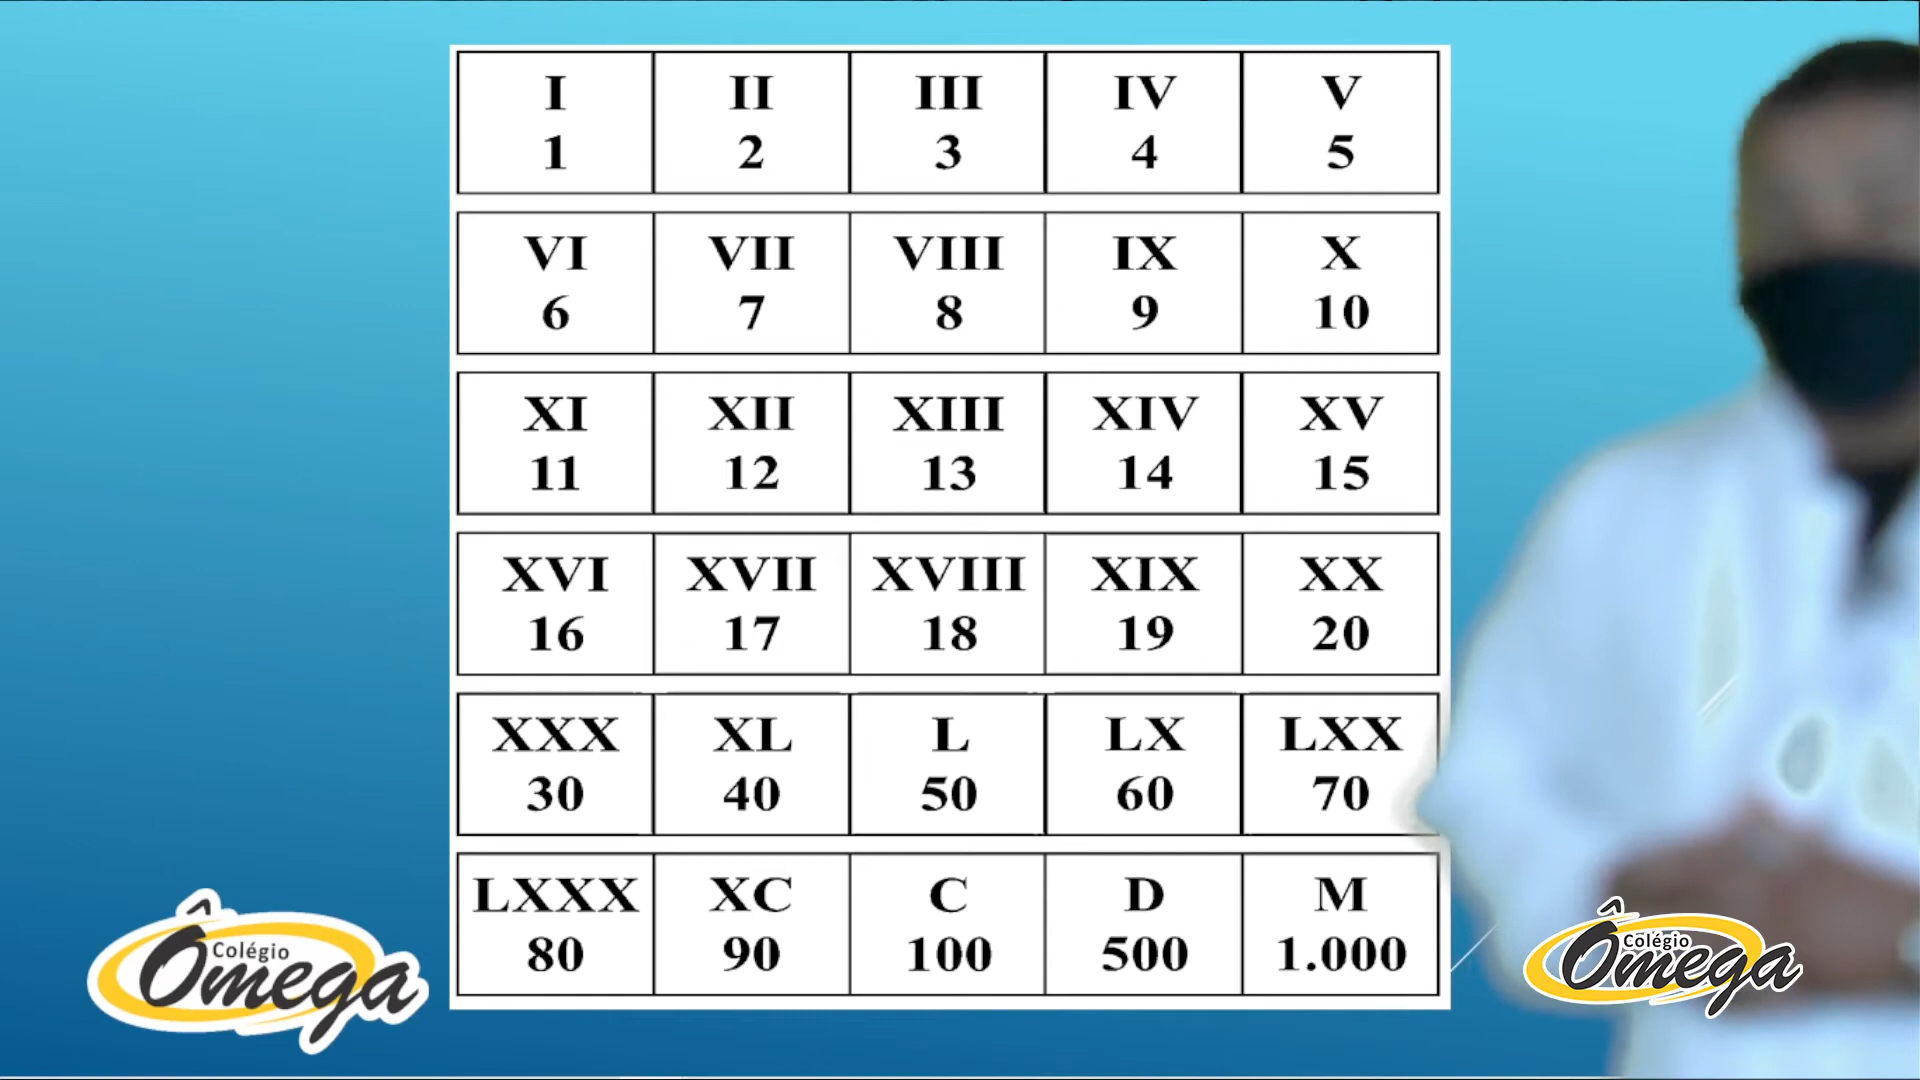 I II III IV V
1 2 3 4 5
VI VII VIII IX X
6 7 8 9 10
XI XII XIII XIV XV
11 12 13 14 15
XVI XVII XVIII XIX XX
16 17 18 19 20
XXX XL L LX LXX
30 40 50 60 70
LXXX XC C D M
80 90 100 500 1.000
Colégio
Ômega
Colégio
Ômega